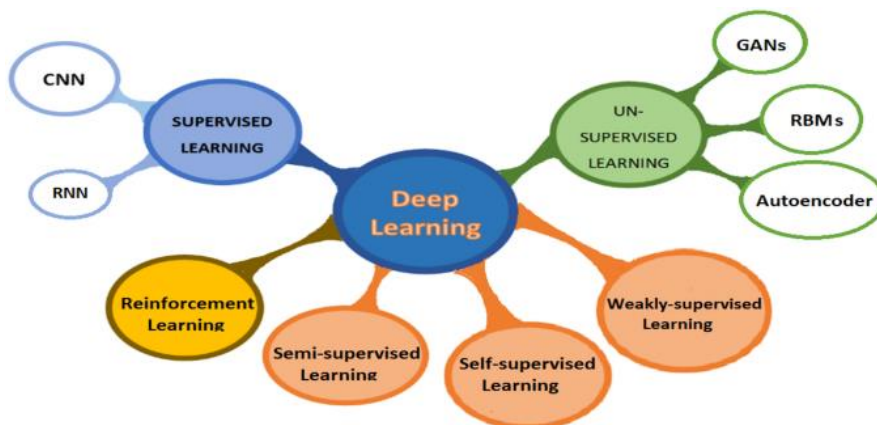 GANs
CNN
SUPERVISED
LEARNING
UN-
SUPERVISED
LEARNING
RBMs
RNN
Autoencoder
Deep
Learning
Reinforcement
Learning
Semi-supervised
Learning
Self-supervised
Learning
Weakly-supervised
Learning